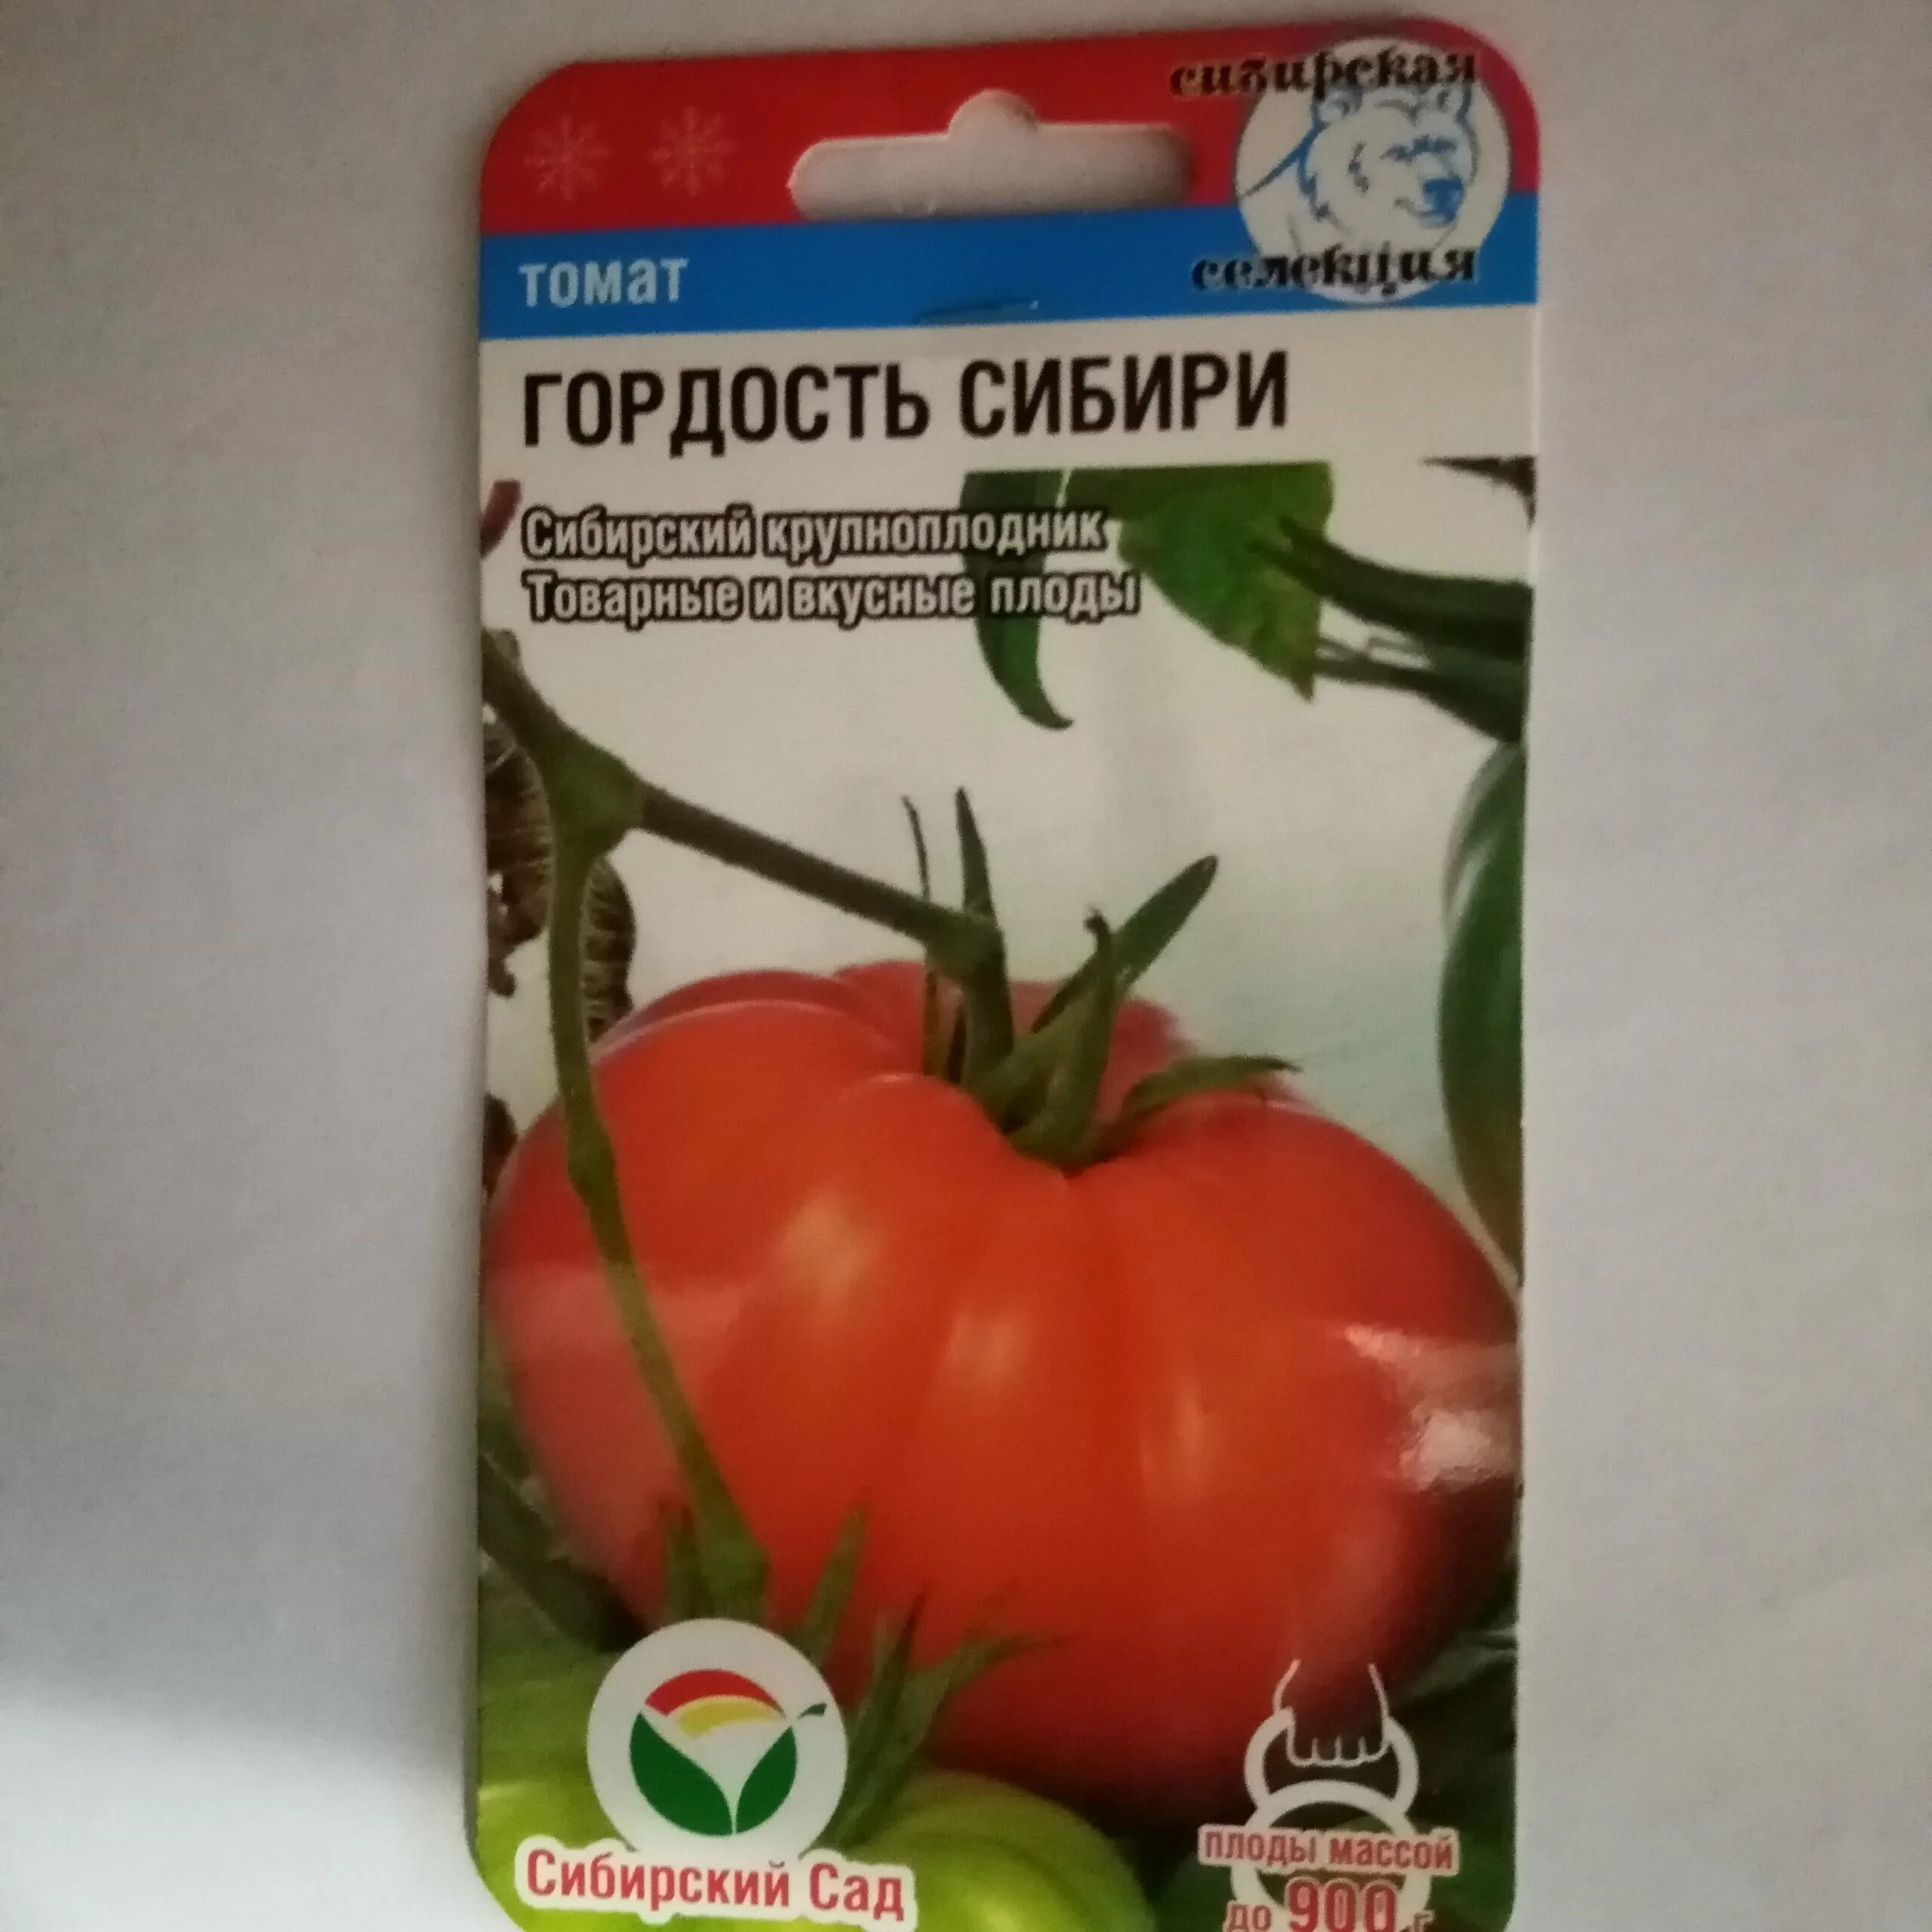 сибирская
селекция
томат
ГОРДОСТЬ СИБИРИ
Сибирский крупноплодник
Товарные и вкусные плоды
Сибирский Сад
плоды массой
до 900 г